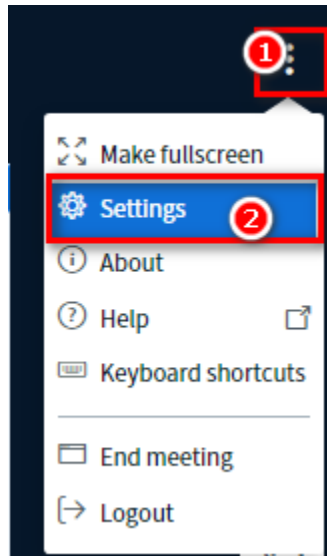 1
Make fullscreen
Settings
2
About
Help
Keyboard shortcuts
End meeting
Logout